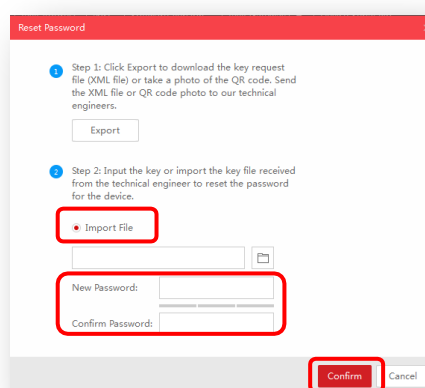 Reset Password
1
Step 1: Click Export to download the key request
file (XML file) or take a photo of the QR code. Send
the XML file or QR code photo to our technical
engineers.
Export
2
Step 2: Input the key or import the key file received
from the technical engineer to reset the password
for the device.
Import File
New Password:
Confirm Password:
Confirm
Cancel